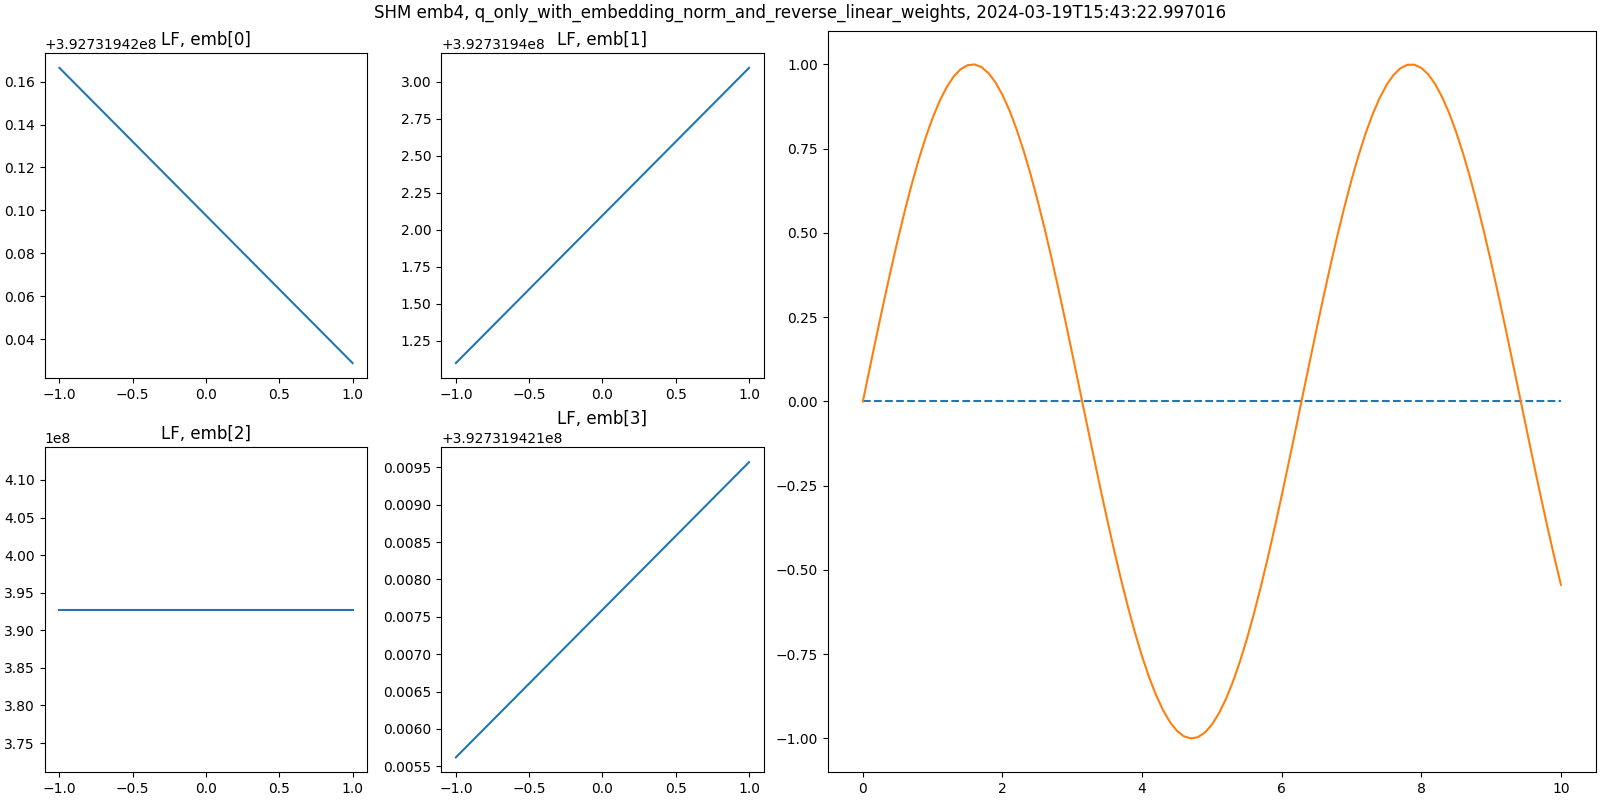 SHM emb4, q_only_with_embedding_norm_and_reverse_linear_weights, 2024-03-19T15:43:22.997016
LF, emb[0]
+3.92731942e8
0.16
0.14
0.12
0.10
0.08
0.06
0.04
−1.0 −0.5 0.0 0.5 1.0
LF, emb[1]
+3.9273194e8
3.00
2.75
2.50
2.25
2.00
1.75
1.50
1.25
−1.0 −0.5 0.0 0.5 1.0
LF, emb[2]
1e8
4.10
4.05
4.00
3.95
3.90
3.85
3.80
3.75
−1.0 −0.5 0.0 0.5 1.0
LF, emb[3]
+3.927319421e8
0.0095
0.0090
0.0085
0.0080
0.0075
0.0070
0.0065
0.0060
0.0055
−1.0 −0.5 0.0 0.5 1.0
1.00
0.75
0.50
0.25
0.00
−0.25
−0.50
−0.75
−1.00
0 2 4 6 8 10